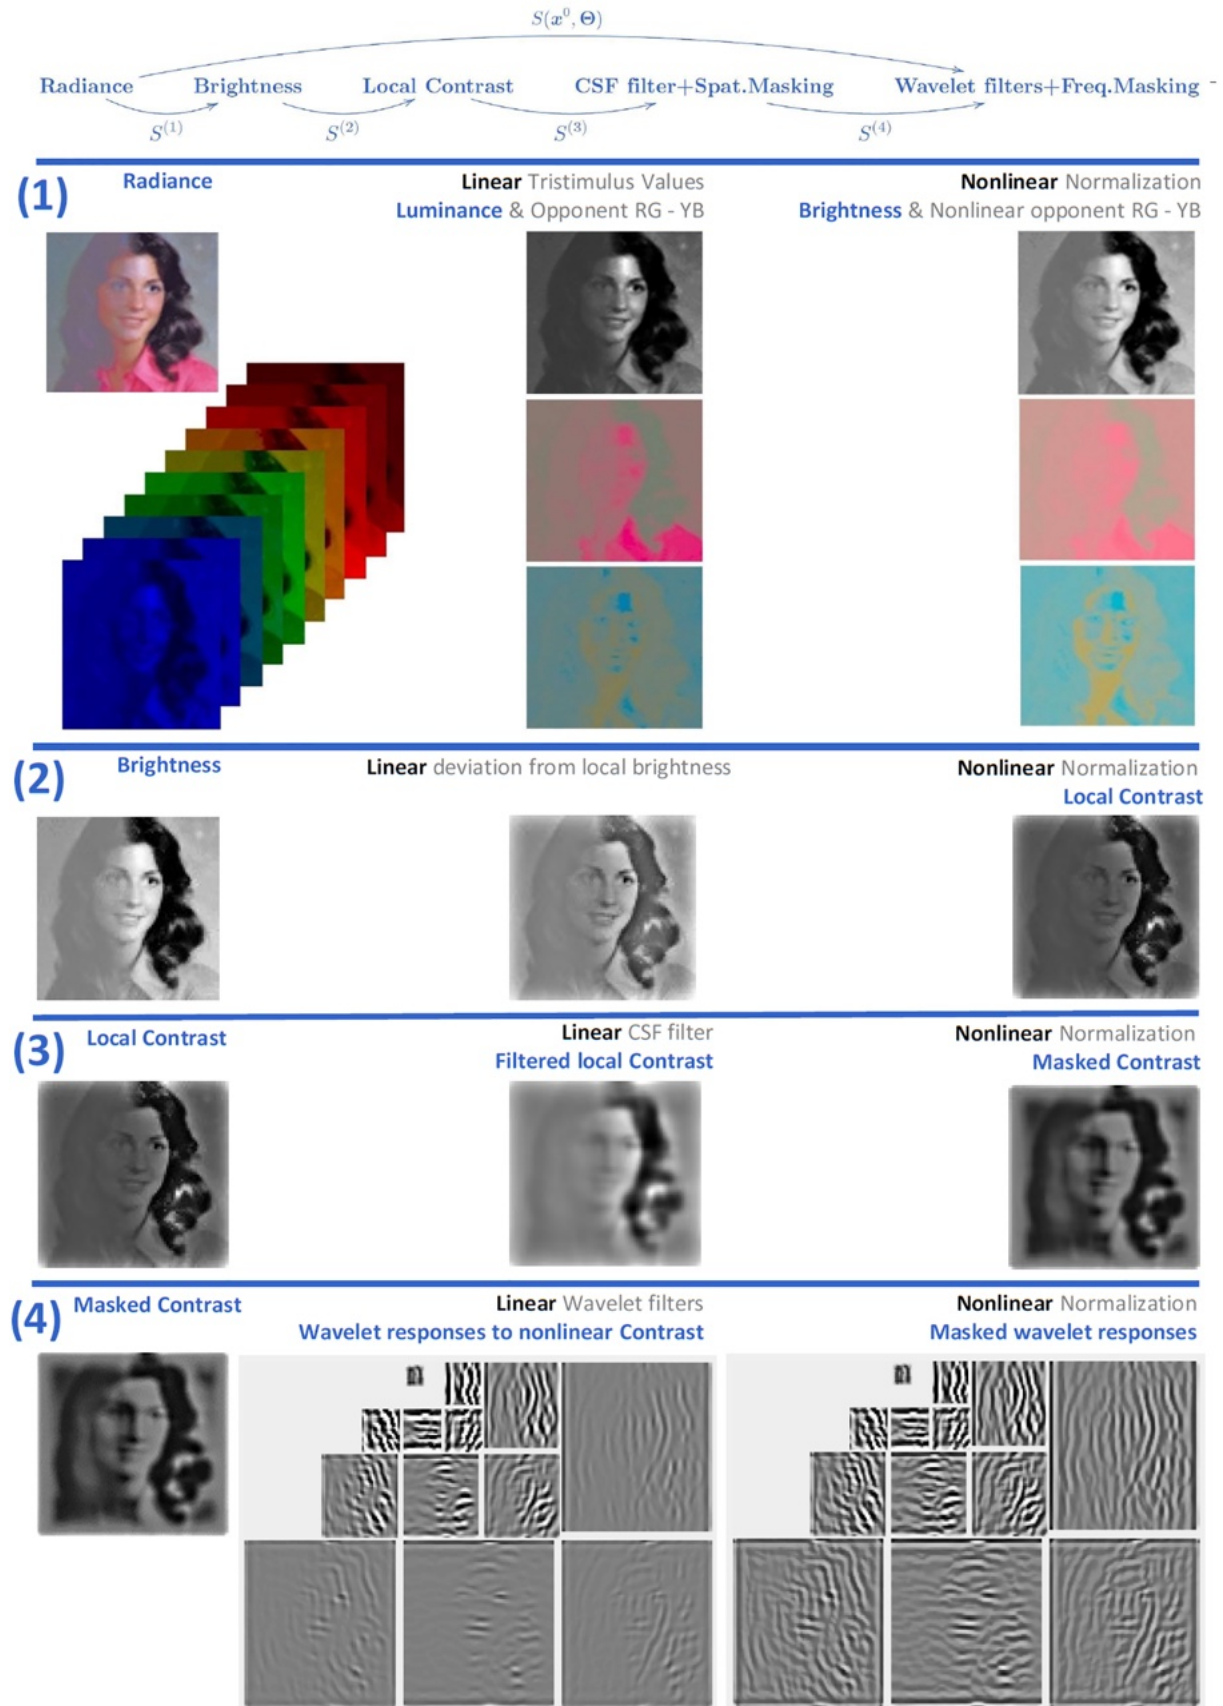 S(x⁰, Θ)
Radiance Brightness Local Contrast CSF filter+Spat.Masking Wavelet filters+Freq.Masking
S⁽¹⁾ S⁽²⁾ S⁽³⁾ S⁽⁴⁾
(1) Radiance Linear Tristimulus Values Nonlinear Normalization
Luminance & Opponent RG - YB Brightness & Nonlinear opponent RG - YB
(2) Brightness Linear deviation from local brightness Nonlinear Normalization
Local Contrast
(3) Local Contrast Linear CSF filter Nonlinear Normalization
Filtered local Contrast Masked Contrast
(4) Masked Contrast Linear Wavelet filters Nonlinear Normalization
Wavelet responses to nonlinear Contrast Masked wavelet responses